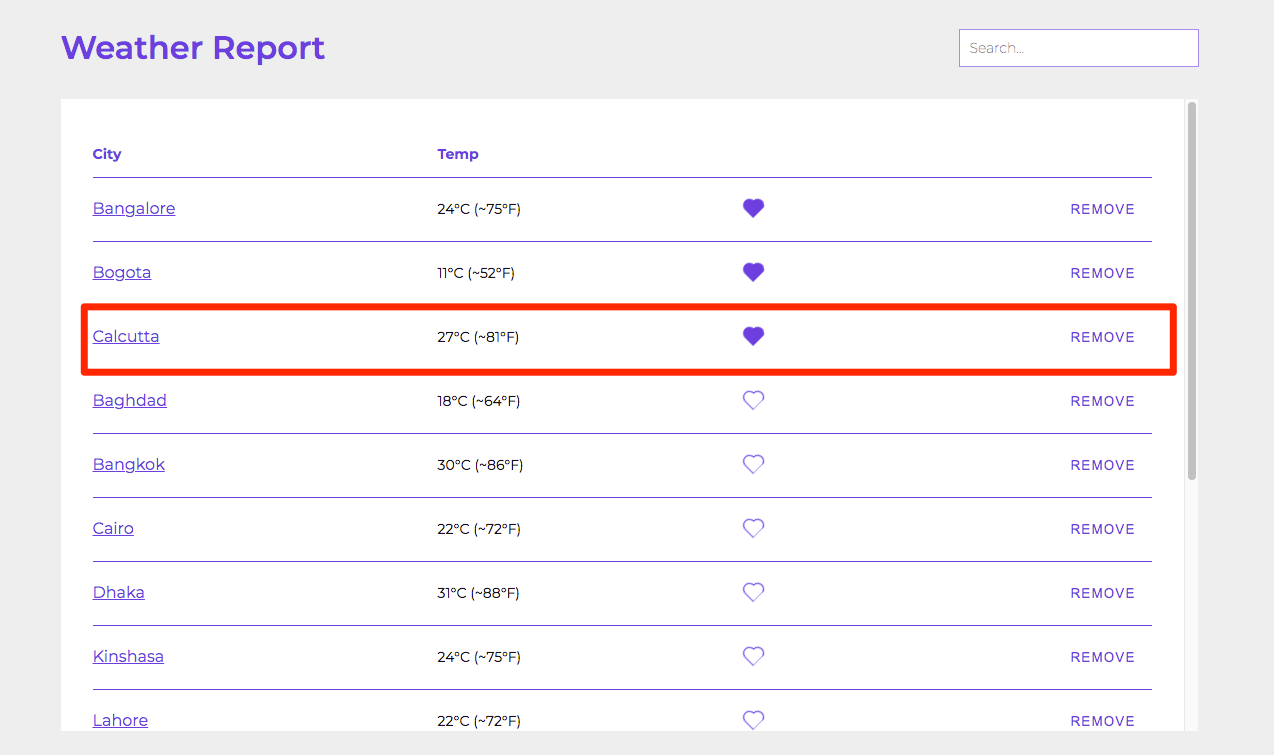 Weather Report
Search...
City Temp
Bangalore 24°C (~75°F) REMOVE
Bogota 11°C (~52°F) REMOVE
Calcutta 27°C (~81°F) REMOVE
Baghdad 18°C (~64°F) REMOVE
Bangkok 30°C (~86°F) REMOVE
Cairo 22°C (~72°F) REMOVE
Dhaka 31°C (~88°F) REMOVE
Kinshasa 24°C (~75°F) REMOVE
Lahore 22°C (~72°F) REMOVE